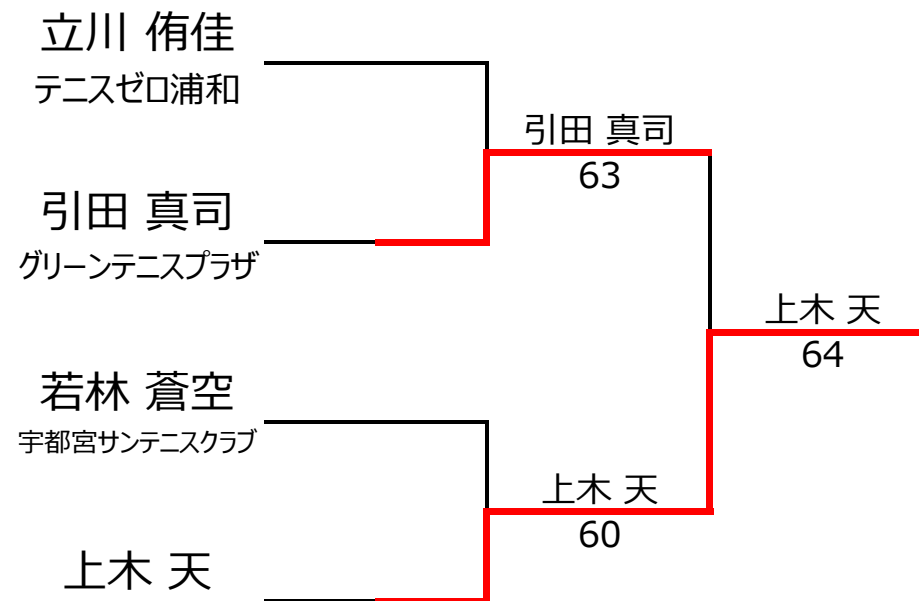 立川 侑佳
テニスゼロ浦和
引田 真司
63
引田 真司
グリーンテニスプラザ
上木 天
64
若林 蒼空
宇都宮サンテニスクラブ
上木 天
60
上木 天